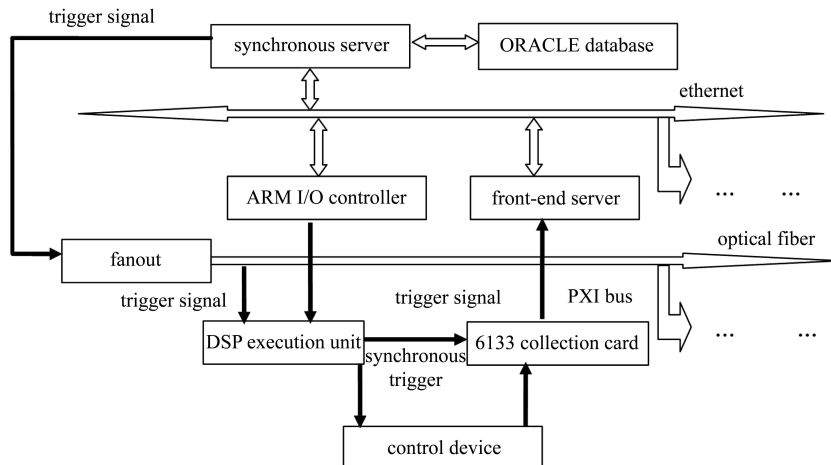 trigger signal
synchronous server
ORACLE database
ethernet
ARM I/O controller
front-end server
... ...
optical fiber
fanout
trigger signal
trigger signal
PXI bus
DSP execution unit
synchronous
trigger
6133 collection card
... ...
control device